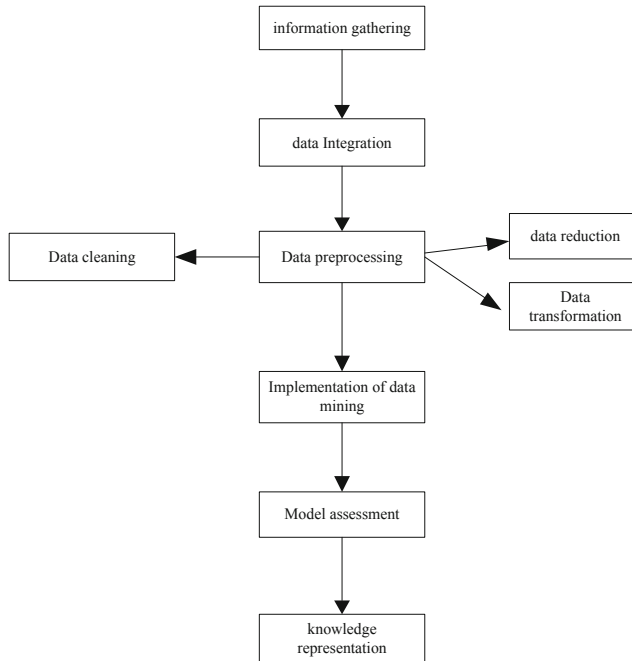 information gathering
data Integration
Data cleaning
Data preprocessing
data reduction
Data
transformation
Implementation of data
mining
Model assessment
knowledge
representation